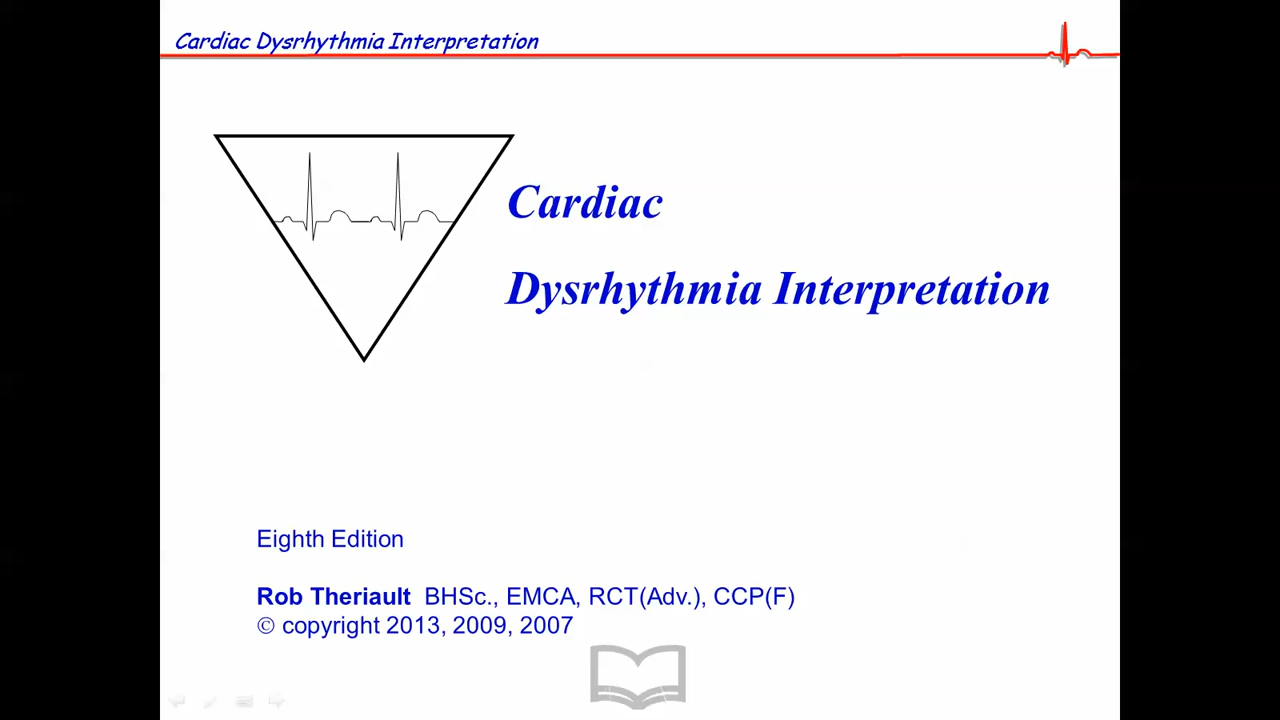 Cardiac Dysrhythmia Interpretation
Cardiac
Dysrhythmia Interpretation
Eighth Edition
Rob Theriault BHSc., EMCA, RCT(Adv.), CCP(F)
© copyright 2013, 2009, 2007